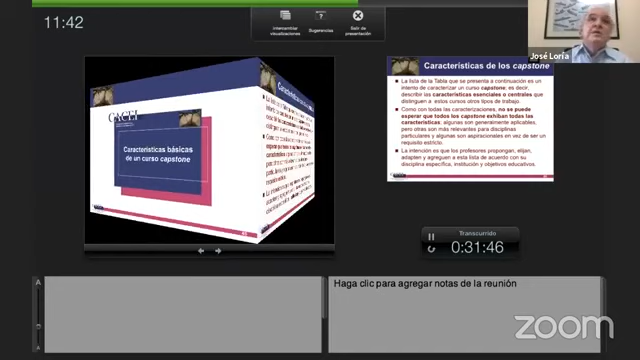 11:42
Intercambiar
visualizaciones
Sugerencias
Salir de
presentación
José Loría
CACEI
Características básicas
de un curso capstone
Características de los
Características de los capstone
La lista de la Tabla que se presenta a continuación es un
intento de caracterizar un curso capstone; es decir,
describir las características esenciales o centrales que
distinguen a estos cursos otros tipos de trabajo.
Como con todas las características, no se puede
esperar que todos los capstone exhiban todas las
características: algunas son generalmente aplicables,
pero otras son más relevantes para disciplinas
particulares y algunas son aspiracionales en vez de ser un
requisito estricto.
La intención es que los profesores propongan, elijan,
adapten y agreguen a esta lista de acuerdo con su
disciplina específica, institución y objetivos educativos.
Transcurrido
0:31:46
A
Haga clic para agregar notas de la reunión
A
zoom